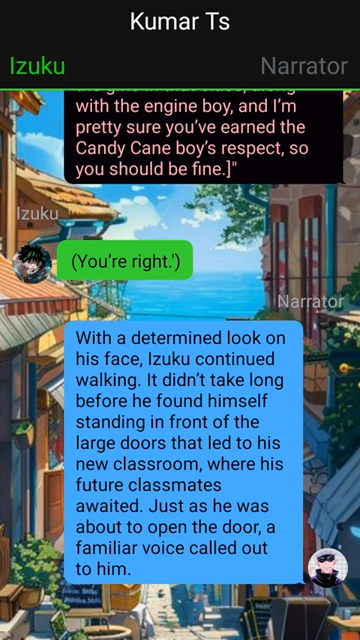 Kumar Ts
Izuku
Narrator
with the engine boy, and I'm
pretty sure you've earned the
Candy Cane boy's respect, so
you should be fine.]"
Izuku
(You're right.')
Narrator
With a determined look on
his face, Izuku continued
walking. It didn't take long
before he found himself
standing in front of the
large doors that led to his
new classroom, where his
future classmates
awaited. Just as he was
about to open the door, a
familiar voice called out
to him.